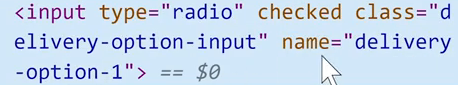 <input type="radio" checked class="d
elivery-option-input" name="delivery
-option-1"> == $0